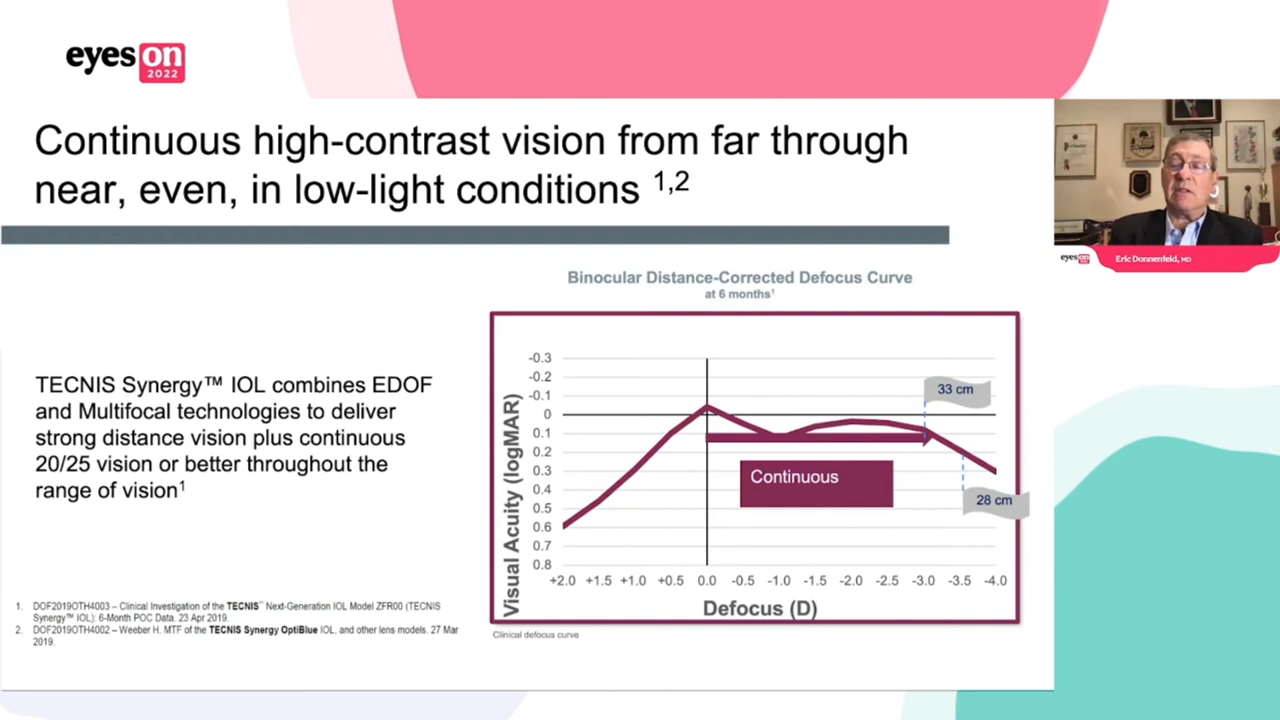 eyes on
2022
Continuous high-contrast vision from far through
near, even, in low-light conditions 1,2
eyes on
Eric Donnenfeld, MD
Binocular Distance-Corrected Defocus Curve
at 6 months1
TECNIS Synergy™ IOL combines EDOF
and Multifocal technologies to deliver
strong distance vision plus continuous
20/25 vision or better throughout the
range of vision1
Visual Acuity (logMAR)
-0.3
-0.2
-0.1
0
0.1
0.2
0.3
0.4
0.5
0.6
0.7
0.8
33 cm
Continuous
28 cm
+2.0 +1.5 +1.0 +0.5 0.0 -0.5 -1.0 -1.5 -2.0 -2.5 -3.0 -3.5 -4.0
Defocus (D)
Clinical defocus curve
1. DOF2019OTH4003 – Clinical Investigation of the TECNIS™ Next-Generation IOL Model ZFR00 (TECNIS
Synergy™ IOL): 6-Month POC Data. 23 Apr 2019.
2. DOF2019OTH4002 – Weeber H. MTF of the TECNIS Synergy OptiBlue IOL, and other lens models. 27 Mar
2019.